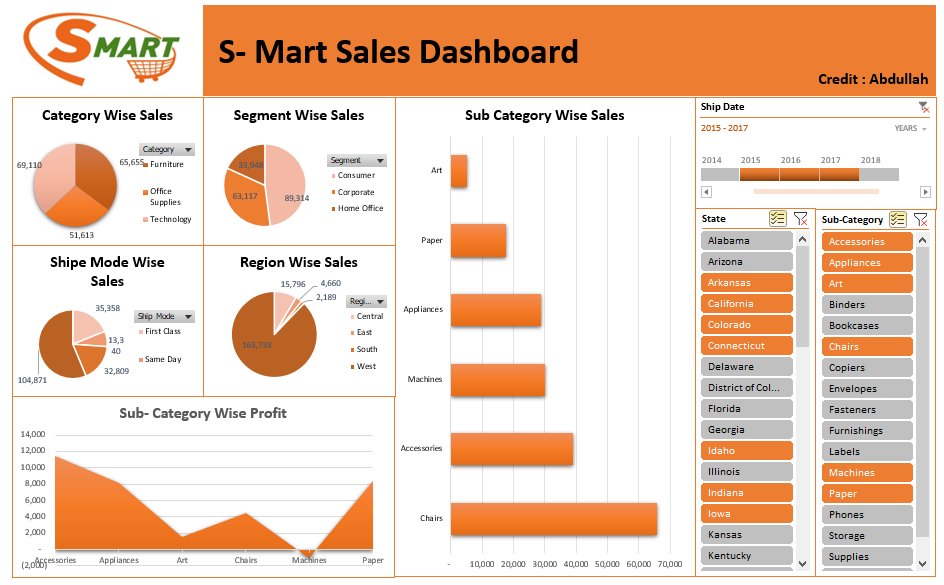 SMART
S- Mart Sales Dashboard
Credit : Abdullah
Category Wise Sales
69,110
65,655
51,613
Category
Furniture
Office
Supplies
Technology
Segment Wise Sales
33,948
63,117
89,314
Segment
Consumer
Corporate
Home Office
Shipe Mode Wise
Sales
35,358
13,3
40
32,809
104,871
Ship Mode
First Class
Same Day
Region Wise Sales
15,796
4,660
2,189
163,733
Regi...
Central
East
South
West
Sub- Category Wise Profit
14,000
12,000
10,000
8,000
6,000
4,000
2,000
-
(2,000)
Accessories
Appliances
Art
Chairs
Machines
Paper
Sub Category Wise Sales
Art
Paper
Appliances
Machines
Accessories
Chairs
-
10,000
20,000
30,000
40,000
50,000
60,000
70,000
Ship Date
2015 - 2017
YEARS
2014
2015
2016
2017
2018
State
Alabama
Arizona
Arkansas
California
Colorado
Connecticut
Delaware
District of Col...
Florida
Georgia
Idaho
Illinois
Indiana
Iowa
Kansas
Kentucky
Sub-Category
Accessories
Appliances
Art
Binders
Bookcases
Chairs
Copiers
Envelopes
Fasteners
Furnishings
Labels
Machines
Paper
Phones
Storage
Supplies